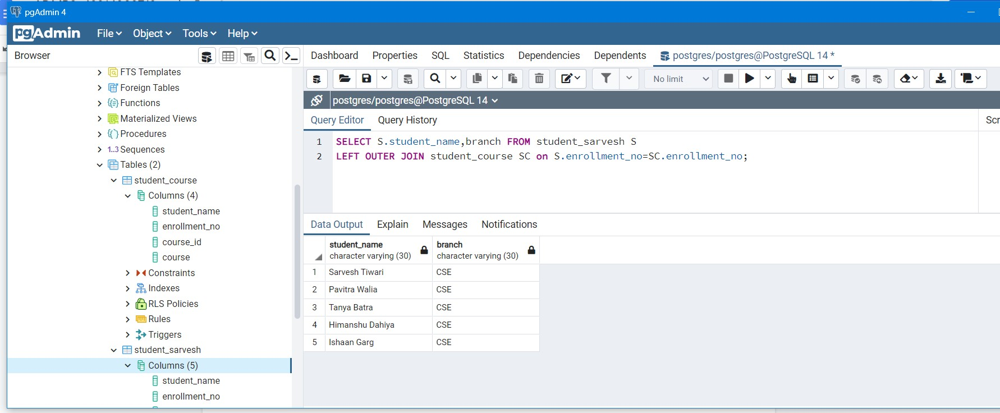 pgAdmin 4
pgAdmin File Object Tools Help
Browser
FTS Templates
Foreign Tables
Functions
Materialized Views
Procedures
1..3 Sequences
Tables (2)
student_course
Columns (4)
student_name
enrollment_no
course_id
course
Constraints
Indexes
RLS Policies
Rules
Triggers
student_sarvesh
Columns (5)
student_name
enrollment_no
Dashboard Properties SQL Statistics Dependencies Dependents postgres/postgres@PostgreSQL 14 *
No limit
postgres/postgres@PostgreSQL 14
Query Editor Query History
Scr
1 SELECT S.student_name,branch FROM student_sarvesh S
2 LEFT OUTER JOIN student_course SC on S.enrollment_no=SC.enrollment_no;
Data Output Explain Messages Notifications
student_name branch
character varying (30) character varying (30)
1 Sarvesh Tiwari CSE
2 Pavitra Walia CSE
3 Tanya Batra CSE
4 Himanshu Dahiya CSE
5 Ishaan Garg CSE